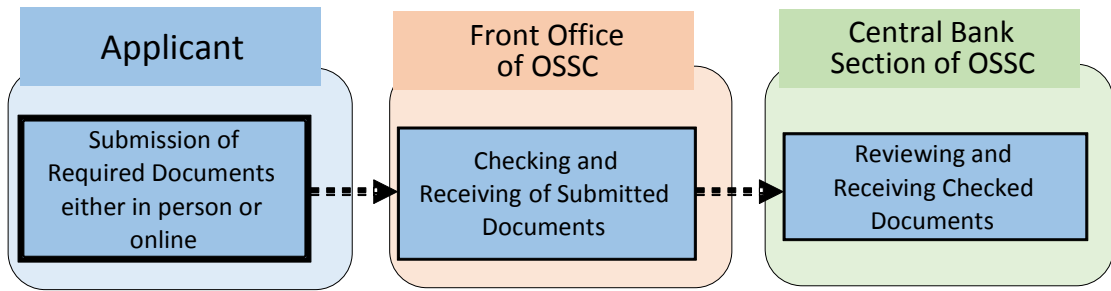 Applicant
Submission of
Required Documents
either in person or
online
Front Office
of OSSC
Checking and
Receiving of Submitted
Documents
Central Bank
Section of OSSC
Reviewing and
Receiving Checked
Documents